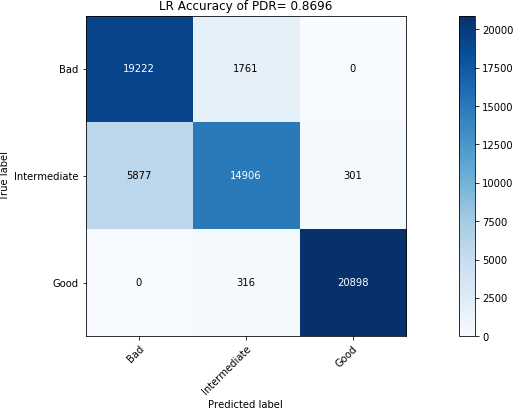 LR Accuracy of PDR= 0.8696
True label
Bad
19222 1761 0
Intermediate
5877 14906 301
Good
0 316 20898
Bad Intermediate Good
Predicted label
20000
17500
15000
12500
10000
7500
5000
2500
0